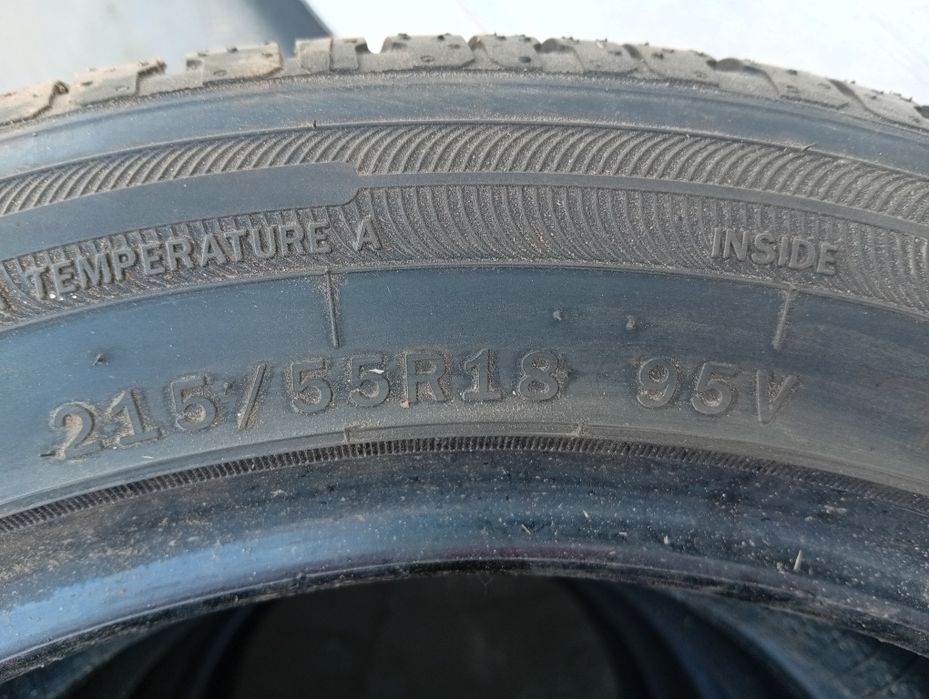 TEMPERATURE A INSIDE
215/55R18 95V